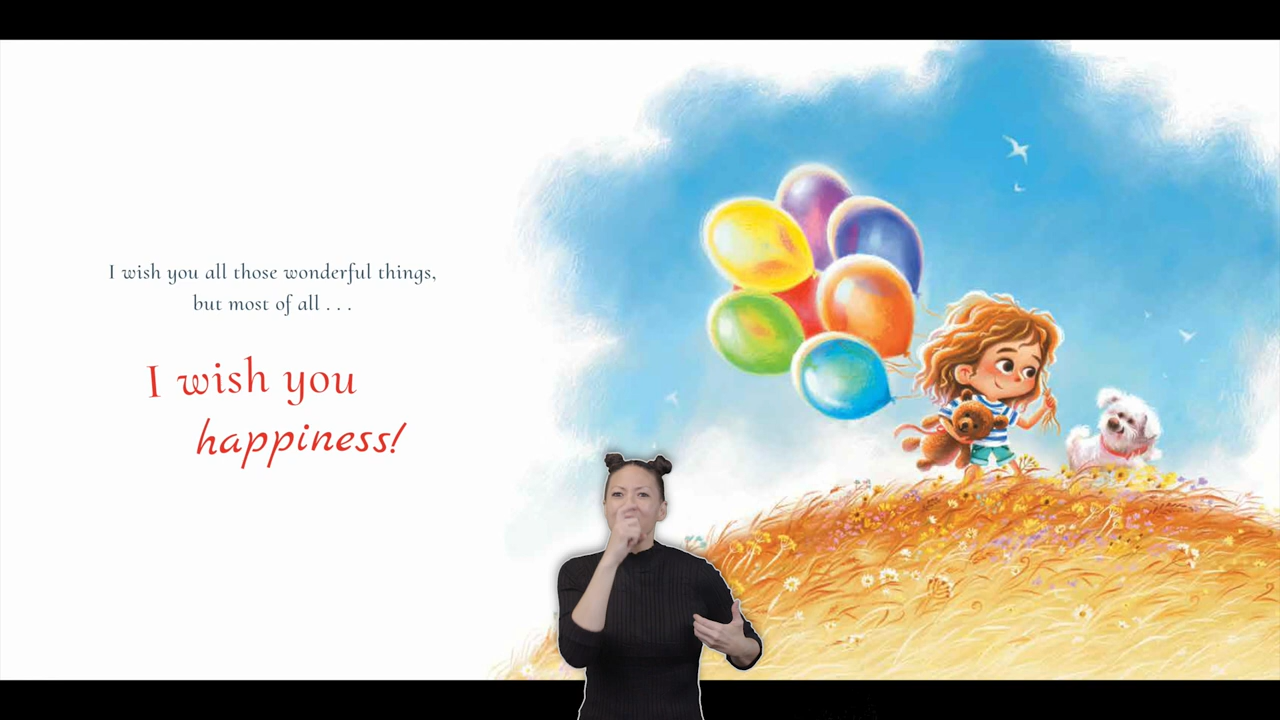 I wish you all those wonderful things,
but most of all . . .
I wish you
happiness!